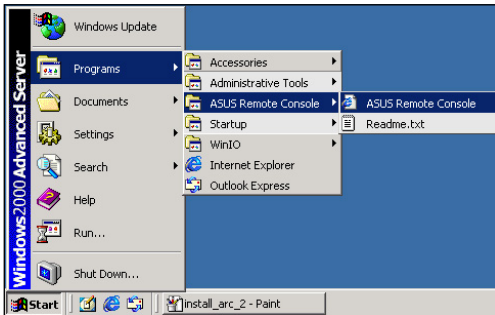 Windows 2000 Advanced Server
Windows Update
Programs
Documents
Settings
Search
Help
Run...
Shut Down...
Accessories
Administrative Tools
ASUS Remote Console
Startup
WinIO
Internet Explorer
Outlook Express
ASUS Remote Console
Readme.txt
Start
install_arc_2 - Paint